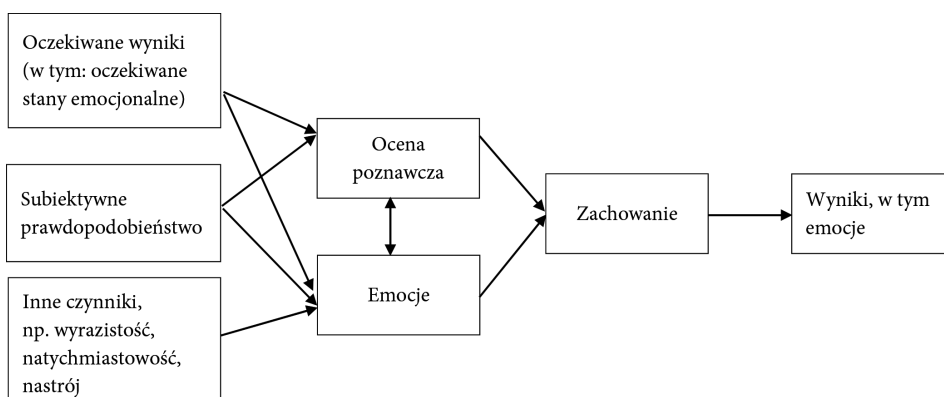 Oczekiwane wyniki
(w tym: oczekiwane
stany emocjonalne)
Subiektywne
prawdopodobieństwo
Inne czynniki,
np. wyrazistość,
natychmiastowość,
nastrój
Ocena
poznawcza
Emocje
Zachowanie
Wyniki, w tym
emocje